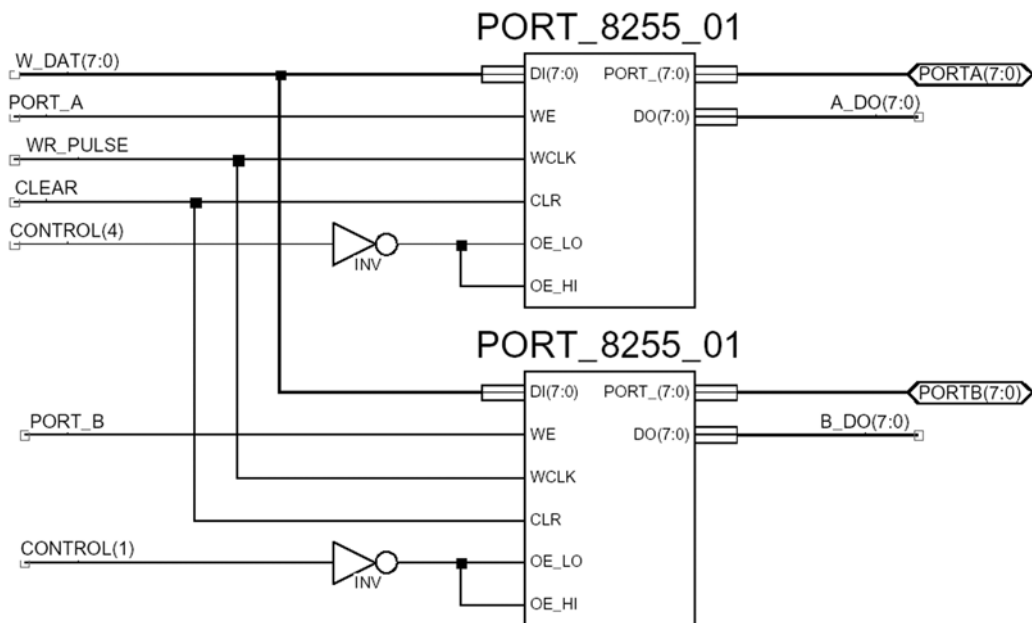 PORT_8255_01
W_DAT(7:0)
DI(7:0)
PORT_(7:0)
PORTA(7:0)
PORT_A
WE
DO(7:0)
A_DO(7:0)
WR_PULSE
WCLK
CLEAR
CLR
CONTROL(4)
INV
OE_LO
OE_HI
PORT_8255_01
DI(7:0)
PORT_(7:0)
PORTB(7:0)
PORT_B
WE
DO(7:0)
B_DO(7:0)
WCLK
CLR
CONTROL(1)
INV
OE_LO
OE_HI